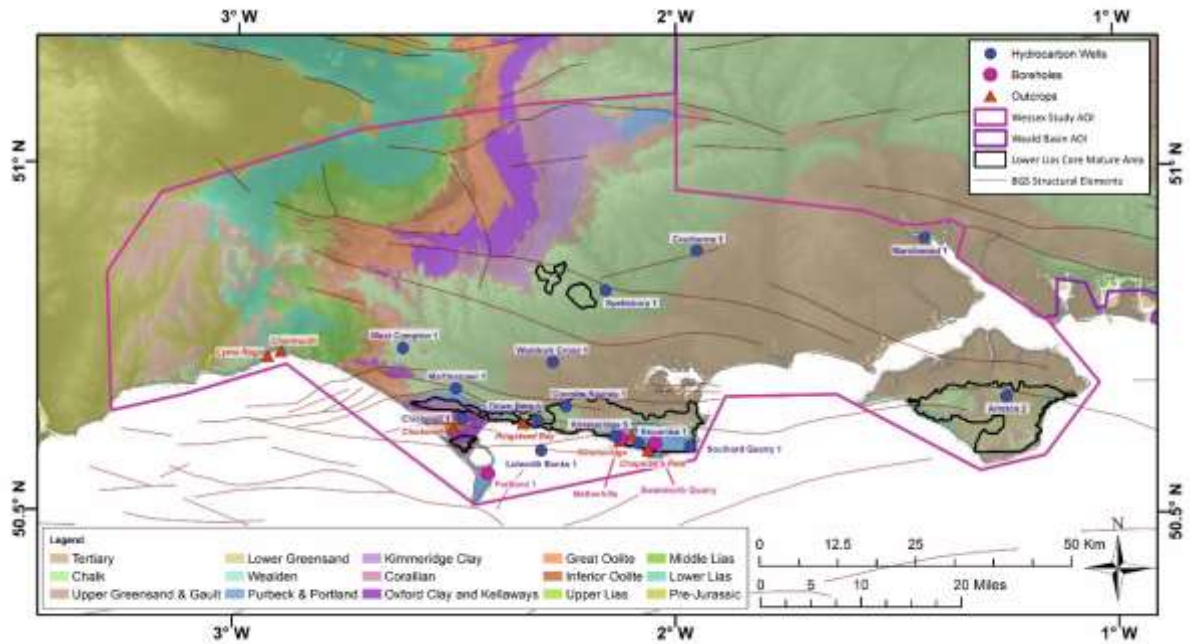 3° W
2° W
1° W
Hydrocarbon Wells
Boreholes
Outcrops
Wessex Study AOI
Weald Basin AOI
Lower Lias Core Mature Area
BGS Structural Elements
51° N
51° N
Marchwood 1
Spetisbury 1
West Compton 1
Charmouth
Lyme Regis
Waddock Cross 1
Martinstown 1
Arreton 2
Chickerell 1
Ringstead Bay
Kimmeridge 5
Encombe 1
Southard Quarry 1
Kimmeridge
Chapman's Pool
Lulworth Banks 1
Portland 1
Metherhills
Swanworth Quarry
50.5° N
50.5° N
Legend
Tertiary
Lower Greensand
Kimmeridge Clay
Great Oolite
Middle Lias
Chalk
Wealden
Corallian
Inferior Oolite
Lower Lias
Upper Greensand & Gault
Purbeck & Portland
Oxford Clay and Kellaways
Upper Lias
Pre-Jurassic
0 12.5 25 50 Km
0 5 10 20 Miles
N
3° W
2° W
1° W